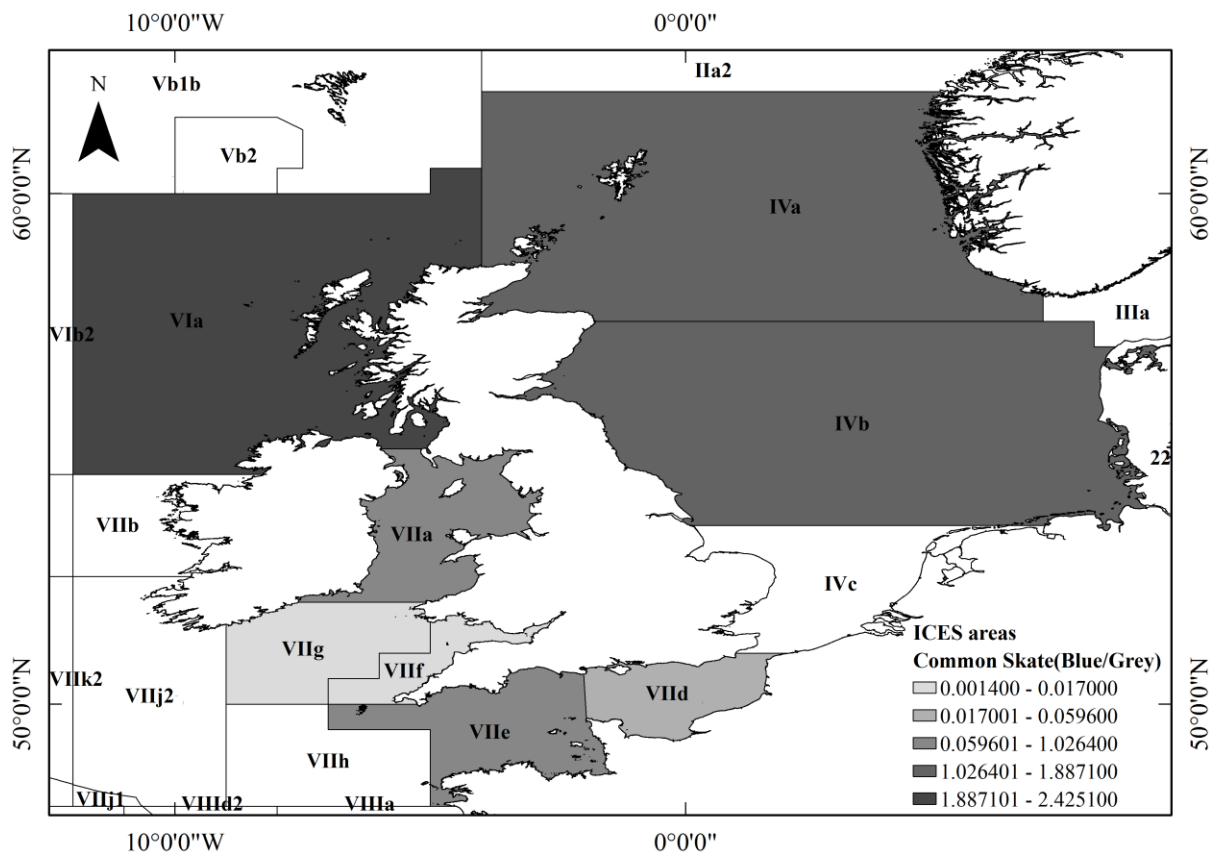 10°0'0"W 0°0'0"
Vb1b IIa2
N
Vb2
60°0'0"N IVa 60°0'0"N
IIIa
VIb2 VIa
IVb
22
VIIb
VIIa
IVc
ICES areas
VIIg Common Skate(Blue/Grey)
VIIf 0.001400 - 0.017000
50°0'0"N VIIk2 VIIj2 VIId 0.017001 - 0.059600 50°0'0"N
VIIe 0.059601 - 1.026400
VIIh 1.026401 - 1.887100
VIIj1 VIIId2 VIIIa 1.887101 - 2.425100
10°0'0"W 0°0'0"